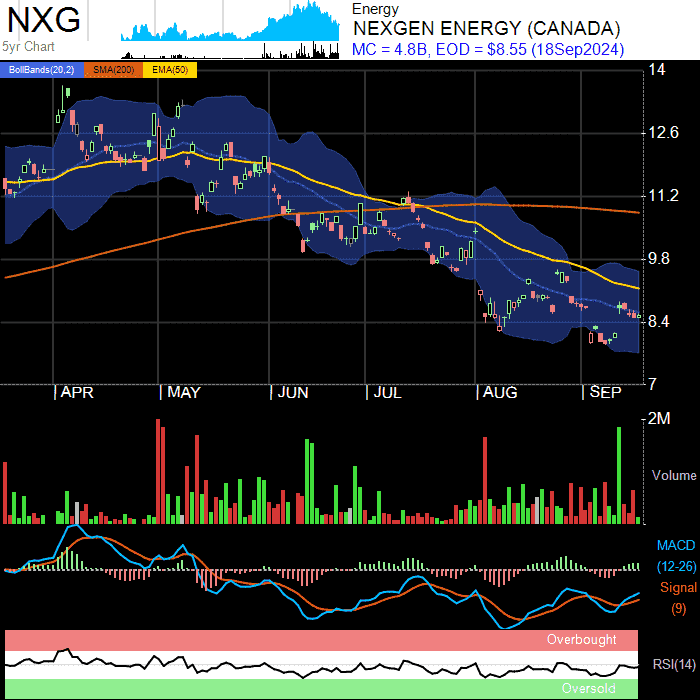 NXG
5yr Chart
Energy
NEXGEN ENERGY (CANADA)
MC = 4.8B, EOD = $8.55 (18Sep2024)
BollBands(20,2) SMA(200) EMA(50)
14
12.6
11.2
9.8
8.4
7
APR MAY JUN JUL AUG SEP
2M
Volume
MACD
(12-26)
Signal
(9)
Overbought
RSI(14)
Oversold